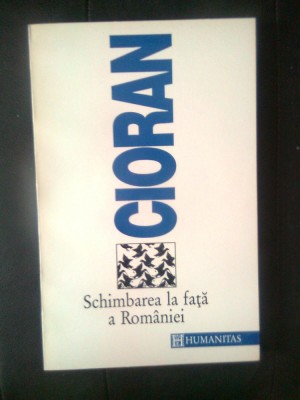 CIORAN
Schimbarea la față
a României
HUMANITAS